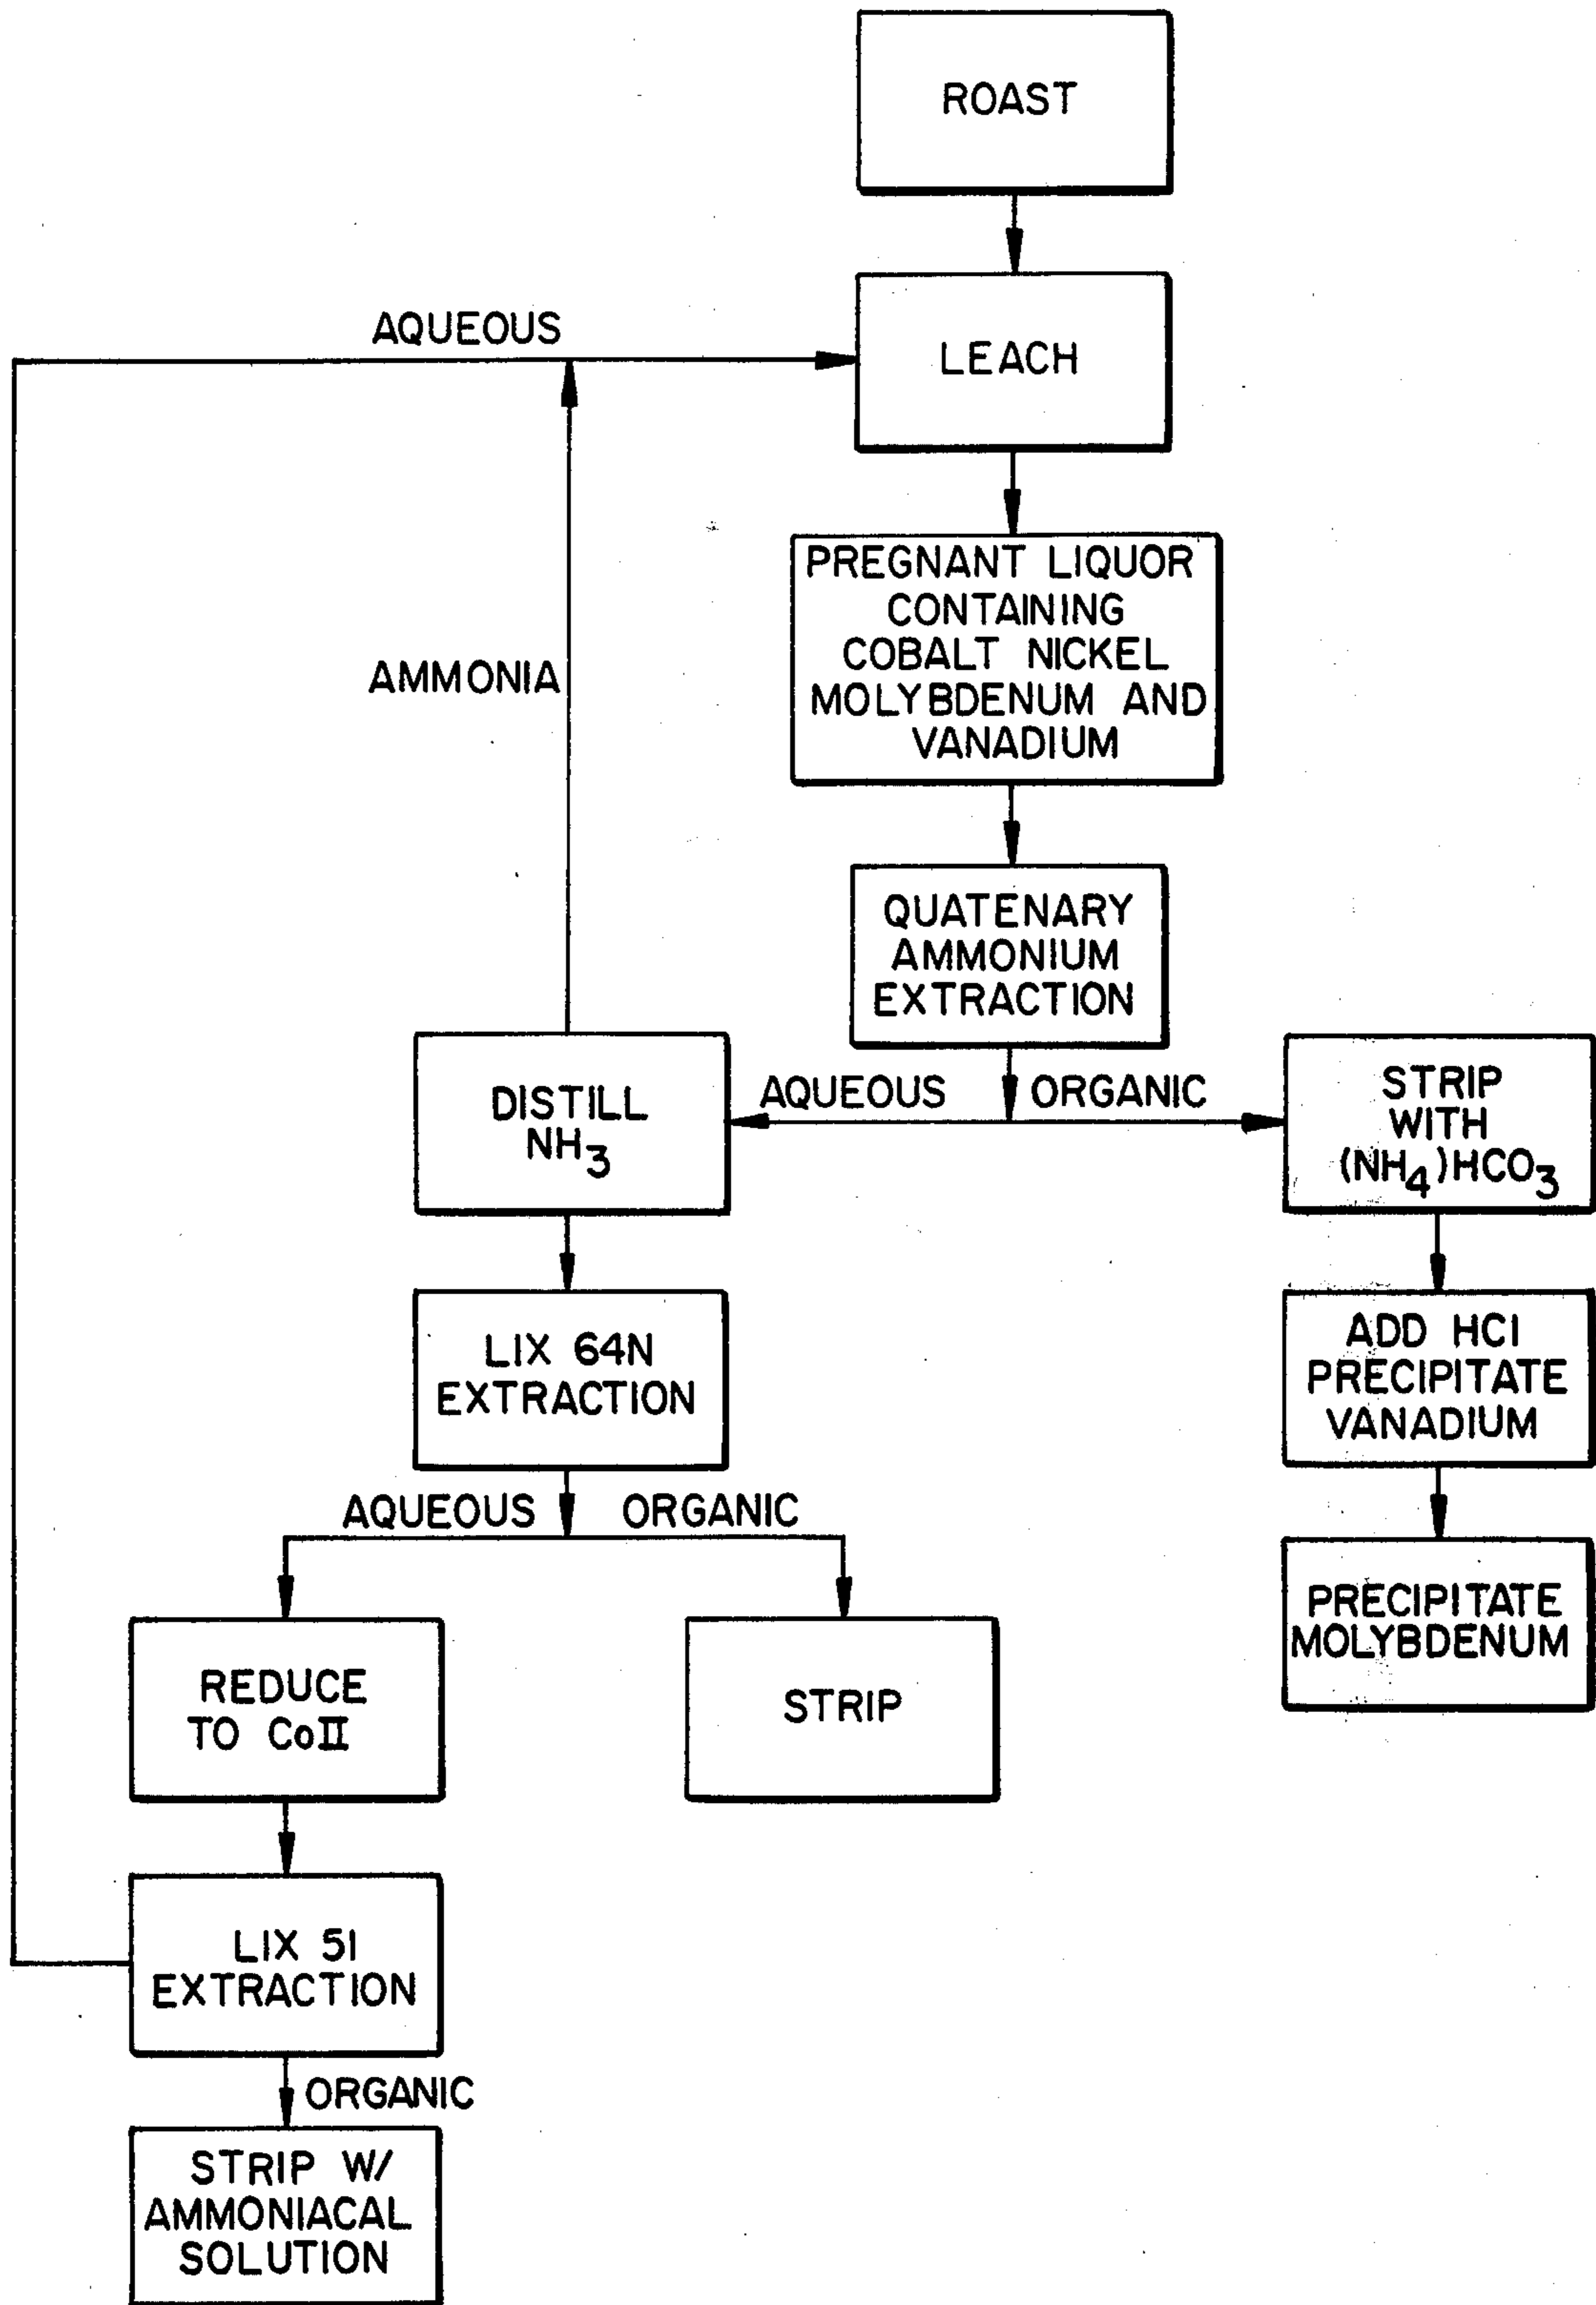 ROAST
AQUEOUS
LEACH
PREGNANT LIQUOR
CONTAINING
COBALT NICKEL
MOLYBDENUM AND
VANADIUM
AMMONIA
QUATENARY
AMMONIUM
EXTRACTION
AQUEOUS
ORGANIC
DISTILL
NH3
STRIP
WITH
(NH4)HCO3
LIX 64N
EXTRACTION
ADD HCl
PRECIPITATE
VANADIUM
AQUEOUS
ORGANIC
PRECIPITATE
MOLYBDENUM
REDUCE
TO CoII
STRIP
LIX 51
EXTRACTION
ORGANIC
STRIP W/
AMMONIACAL
SOLUTION